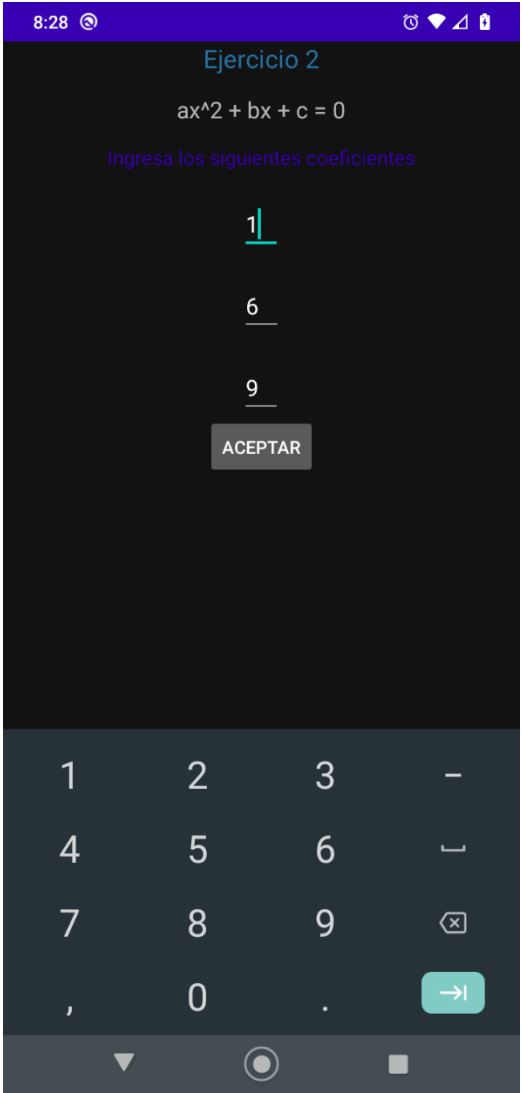 8:28
Ejercicio 2
ax^2 + bx + c = 0
Ingresa los siguientes coeficientes
1
6
9
ACEPTAR
1 2 3 –
4 5 6
7 8 9
, 0 .